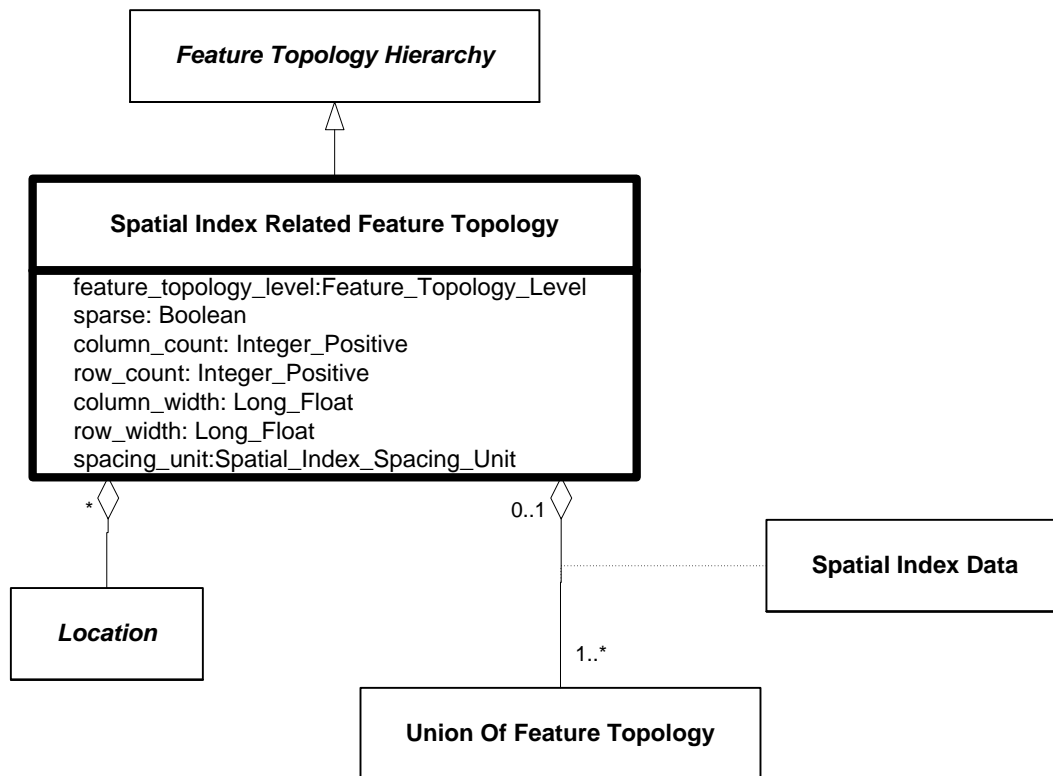 Feature Topology Hierarchy
Spatial Index Related Feature Topology
feature_topology_level:Feature_Topology_Level
sparse: Boolean
column_count: Integer_Positive
row_count: Integer_Positive
column_width: Long_Float
row_width: Long_Float
spacing_unit:Spatial_Index_Spacing_Unit
*
0..1
Spatial Index Data
Location
1..*
Union Of Feature Topology